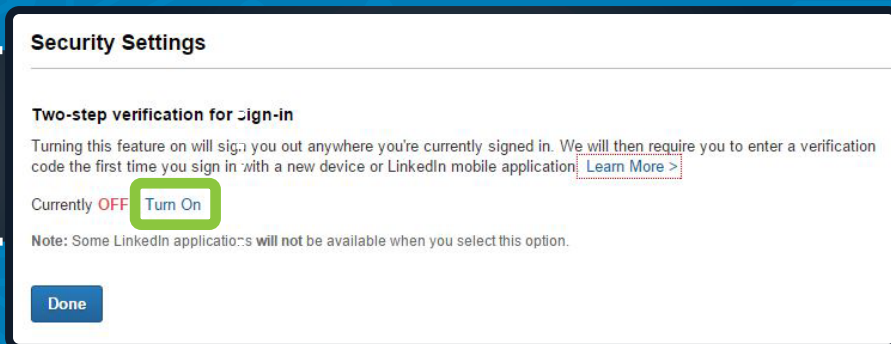 Security Settings
Two-step verification for sign-in
Turning this feature on will sign you out anywhere you're currently signed in. We will then require you to enter a verification
code the first time you sign in with a new device or LinkedIn mobile application Learn More >
Currently OFF Turn On
Note: Some LinkedIn applications will not be available when you select this option.
Done